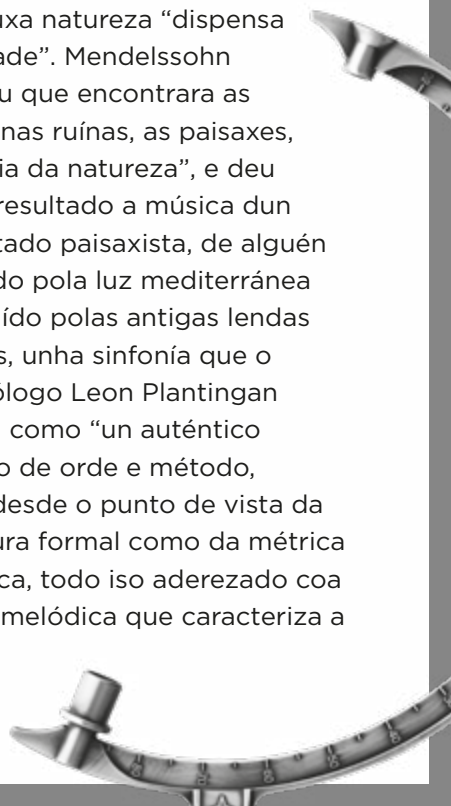 uxa natureza “dispensa
ade”. Mendelssohn
u que encontrara as
nas ruínas, as paisaxes,
ia da natureza”, e deu
resultado a música dun
tado paisaxista, de alguén
do pola luz mediterránea
ído polas antigas lendas
s, unha sinfonía que o
ólogo Leon Plantingan
como “un auténtico
o de orde e método,
desde o punto de vista da
ura formal como da métrica
ca, todo iso aderezado coa
melódica que caracteriza a